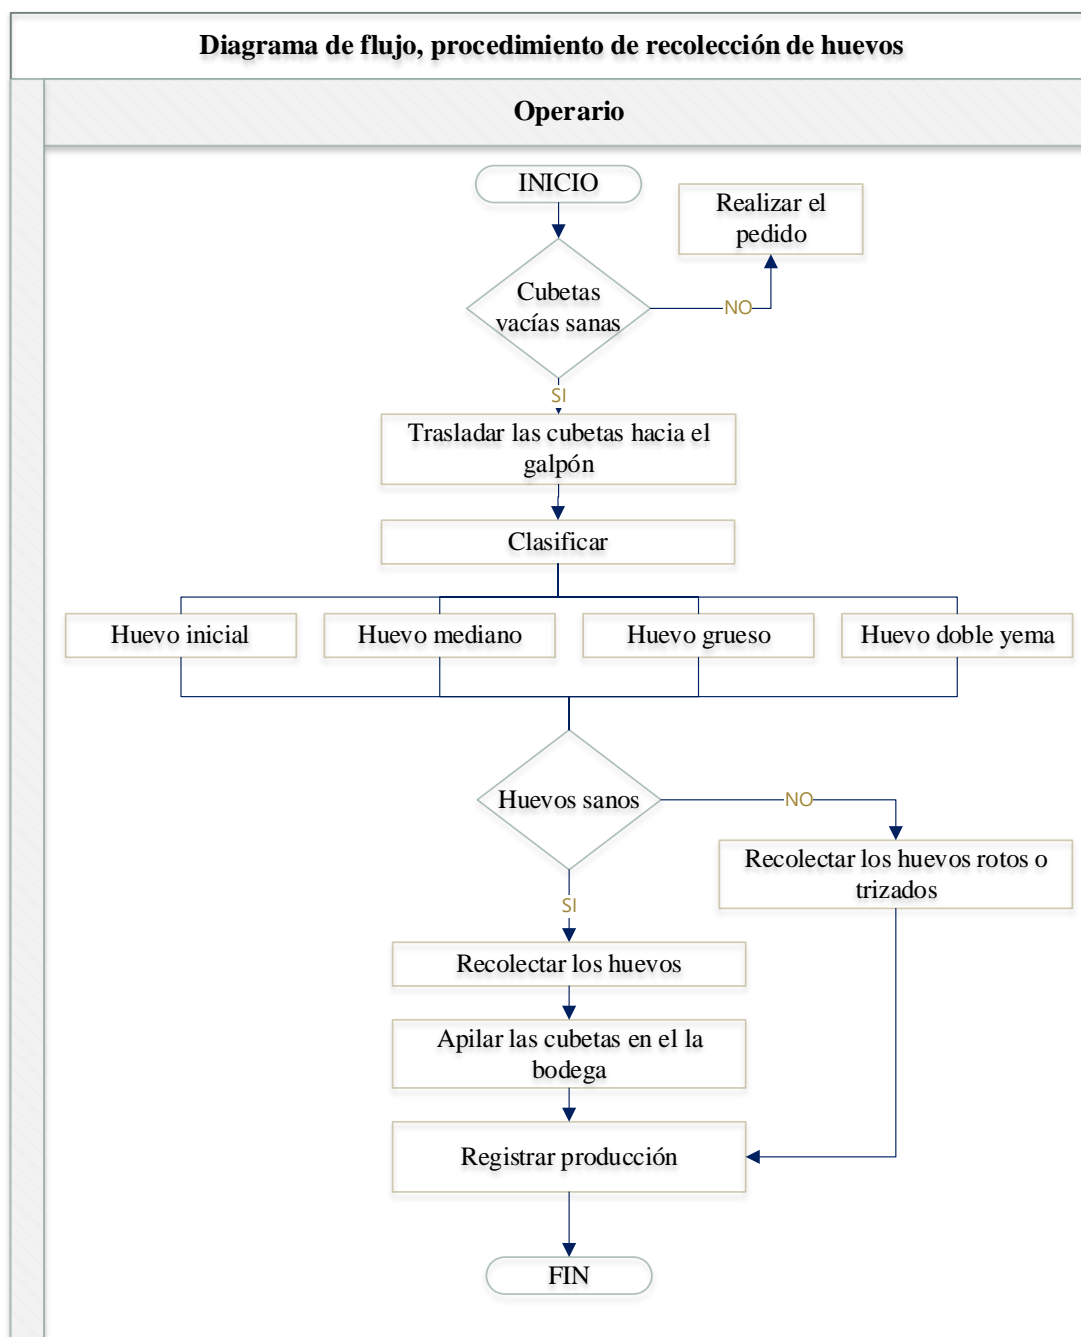 Diagrama de flujo, procedimiento de recolección de huevos
Operario
INICIO
Realizar el
pedido
Cubetas
vacías sanas
NO
SI
Trasladar las cubetas hacia el
galpón
Clasificar
Huevo inicial
Huevo mediano
Huevo grueso
Huevo doble yema
Huevos sanos
NO
Recolectar los huevos rotos o
trizados
SI
Recolectar los huevos
Apilar las cubetas en el la
bodega
Registrar producción
FIN